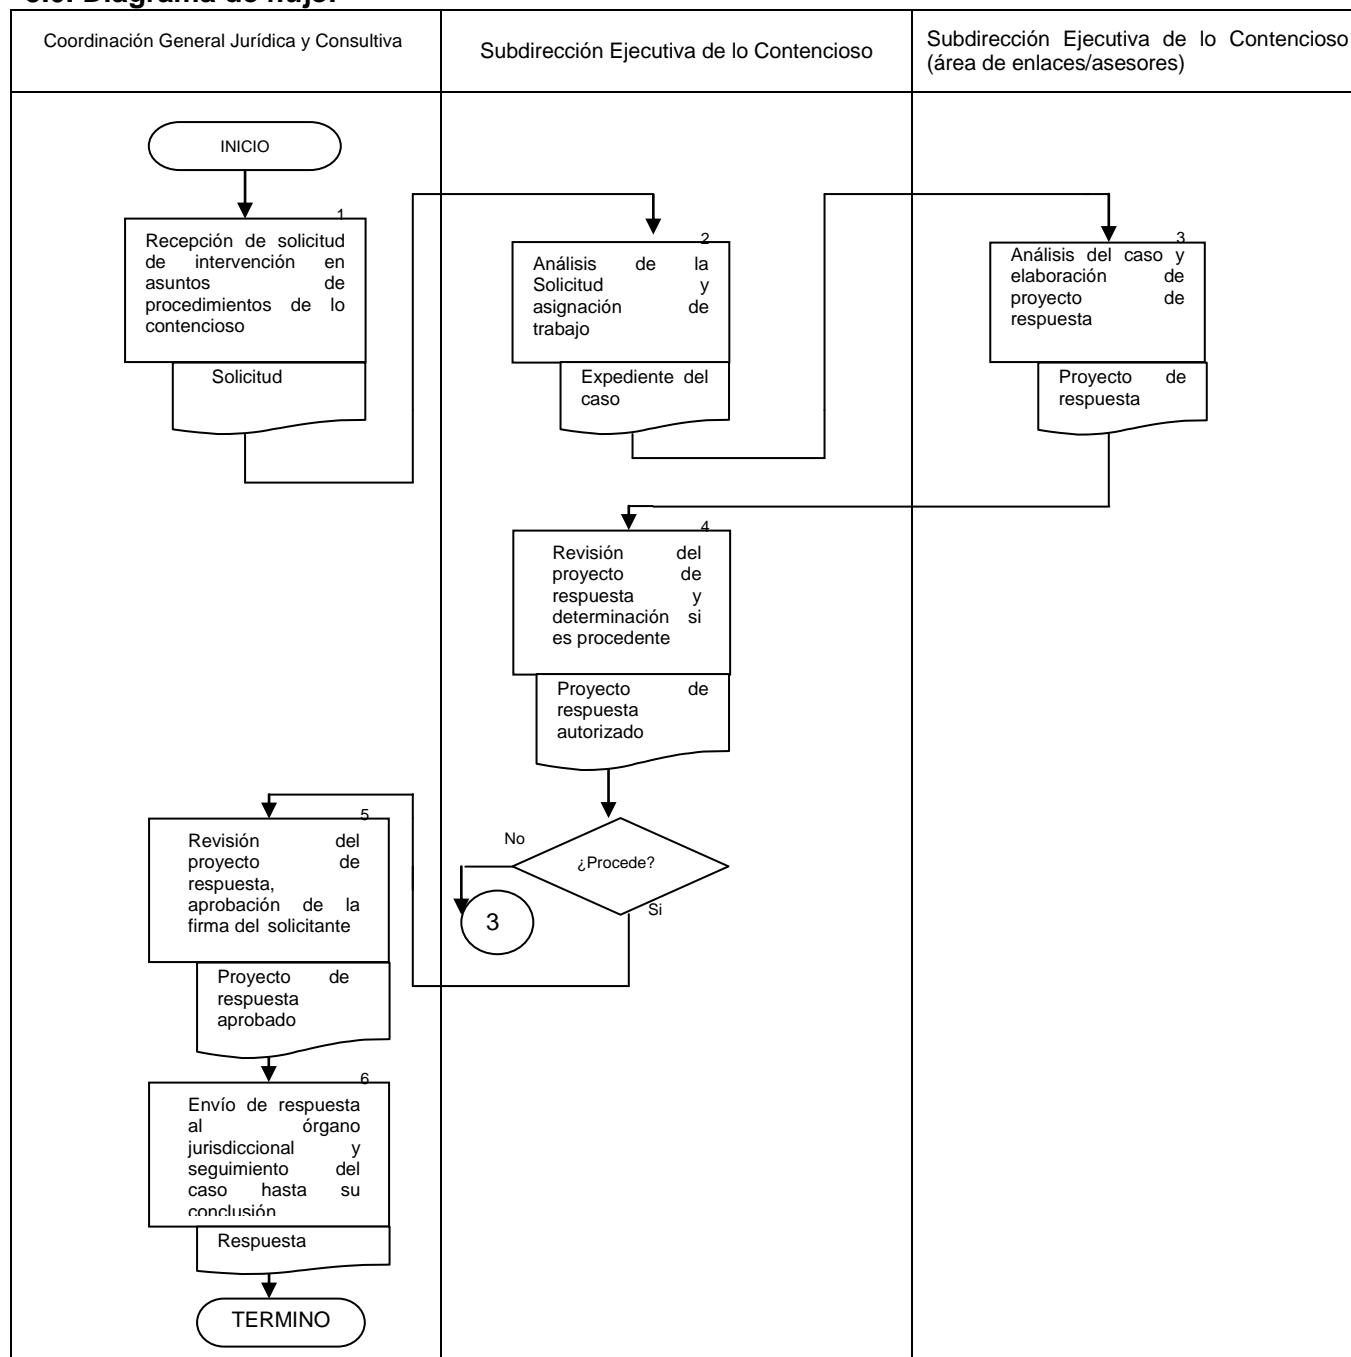 Diagrama de flujo.
Coordinación General Jurídica y Consultiva
Subdirección Ejecutiva de lo Contencioso
Subdirección Ejecutiva de lo Contencioso
(área de enlaces/asesores)
INICIO
1
Recepción de solicitud
de intervención en
asuntos de
procedimientos de lo
contencioso
Solicitud
2
Análisis de la
Solicitud y
asignación de
trabajo
Expediente del
caso
3
Análisis del caso y
elaboración de
proyecto de
respuesta
Proyecto de
respuesta
4
Revisión del
proyecto de
respuesta y
determinación si
es procedente
Proyecto de
respuesta
autorizado
¿Procede?
No
3
Si
5
Revisión del
proyecto de
respuesta,
aprobación de la
firma del solicitante
Proyecto de
respuesta
aprobado
6
Envío de respuesta
al órgano
jurisdiccional y
seguimiento del
caso hasta su
conclusión
Respuesta
TERMINO